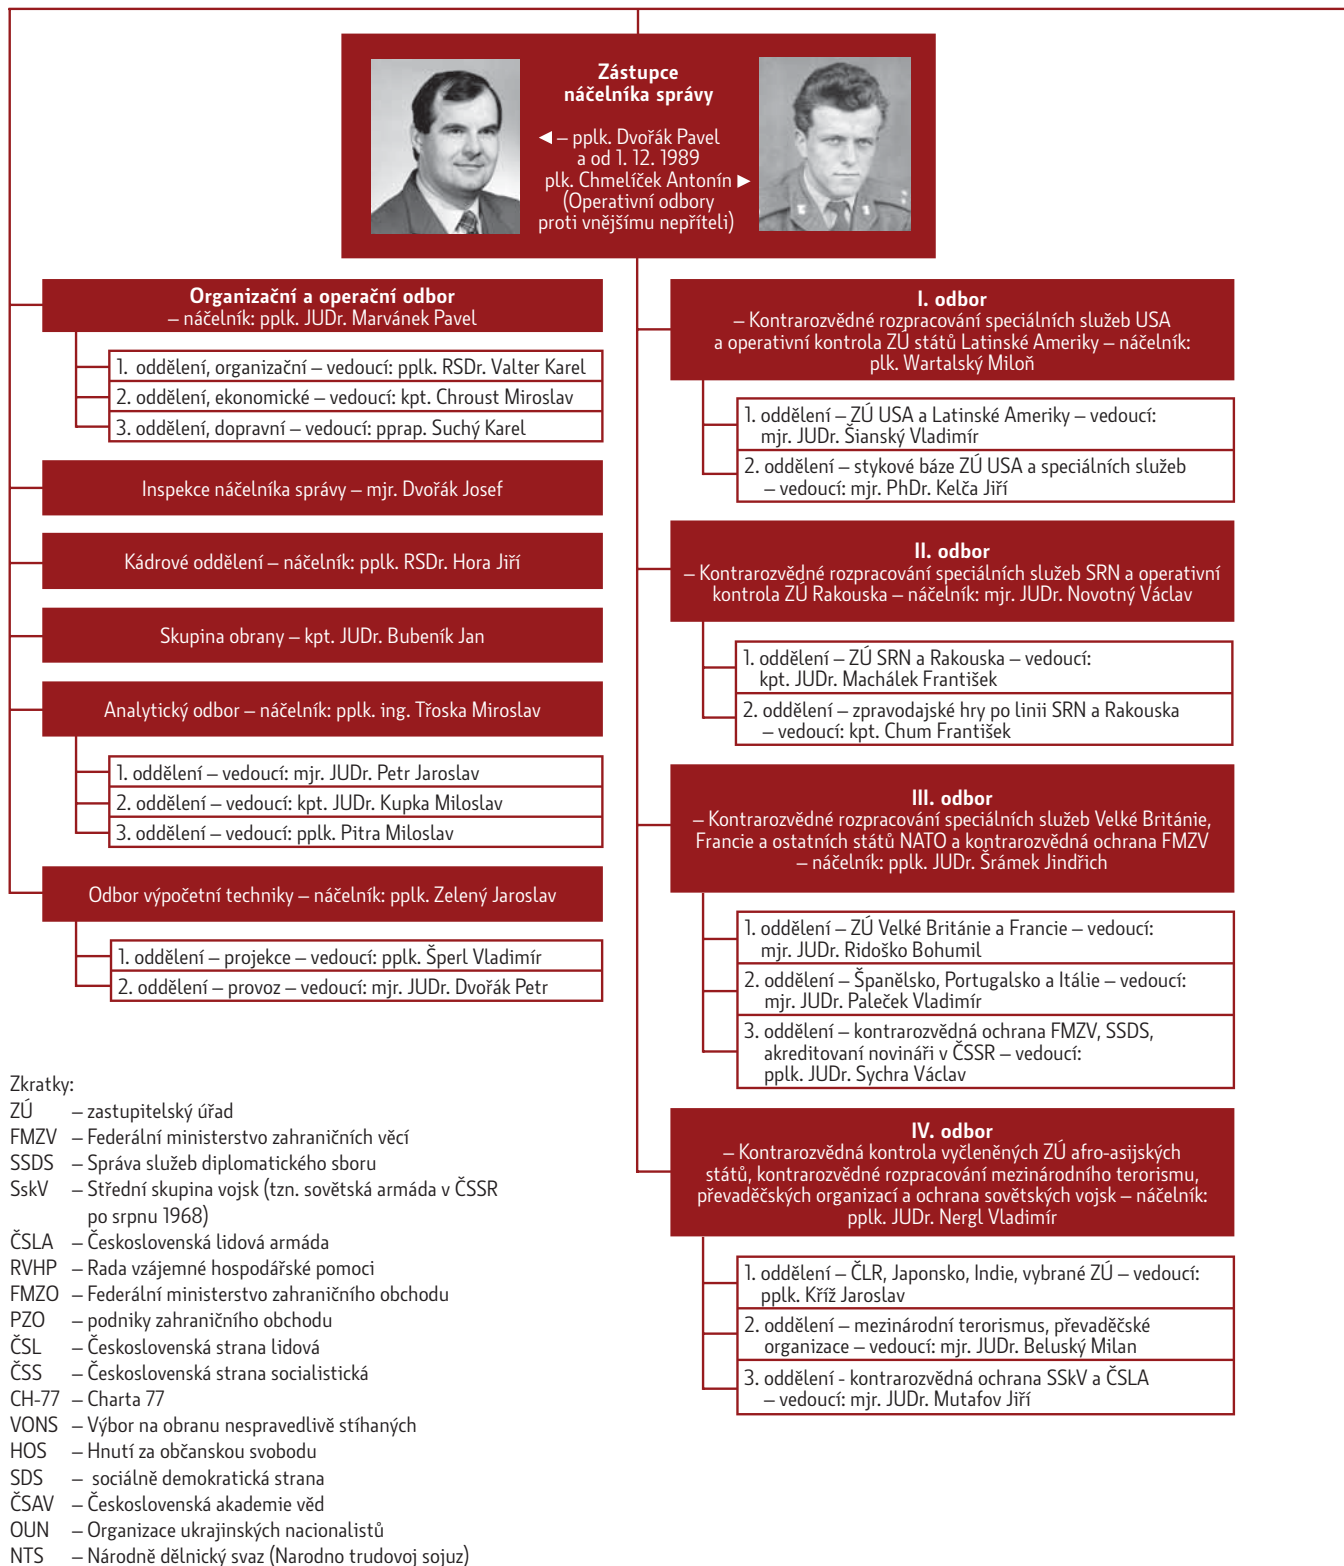 Zástupce
náčelníka správy
◄ – pplk. Dvořák Pavel
a od 1. 12. 1989
plk. Chmelíček Antonín ►
(Operativní odbory
proti vnějšímu nepříteli)
Organizační a operační odbor
– náčelník: pplk. JUDr. Marvánek Pavel
1. oddělení, organizační – vedoucí: pplk. RSDr. Valter Karel
2. oddělení, ekonomické – vedoucí: kpt. Chroust Miroslav
3. oddělení, dopravní – vedoucí: pprap. Suchý Karel
Inspekce náčelníka správy – mjr. Dvořák Josef
Kádrové oddělení – náčelník: pplk. RSDr. Hora Jiří
Skupina obrany – kpt. JUDr. Bubeník Jan
Analytický odbor – náčelník: pplk. ing. Třoska Miroslav
1. oddělení – vedoucí: mjr. JUDr. Petr Jaroslav
2. oddělení – vedoucí: kpt. JUDr. Kupka Miloslav
3. oddělení – vedoucí: pplk. Pitra Miloslav
Odbor výpočetní techniky – náčelník: pplk. Zelený Jaroslav
1. oddělení – projekce – vedoucí: pplk. Šperl Vladimír
2. oddělení – provoz – vedoucí: mjr. JUDr. Dvořák Petr
I. odbor
– Kontrarozvědné rozpracování speciálních služeb USA
a operativní kontrola ZÚ států Latinské Ameriky – náčelník:
plk. Wartalský Miloň
1. oddělení – ZÚ USA a Latinské Ameriky – vedoucí:
mjr. JUDr. Šianský Vladimír
2. oddělení – stykové báze ZÚ USA a speciálních služeb
– vedoucí: mjr. PhDr. Kelča Jiří
II. odbor
– Kontrarozvědné rozpracování speciálních služeb SRN a operativní
kontrola ZÚ Rakouska – náčelník: mjr. JUDr. Novotný Václav
1. oddělení – ZÚ SRN a Rakouska – vedoucí:
kpt. JUDr. Machálek František
2. oddělení – zpravodajské hry po linii SRN a Rakouska
– vedoucí: kpt. Chum František
III. odbor
– Kontrarozvědné rozpracování speciálních služeb Velké Británie,
Francie a ostatních států NATO a kontrarozvědná ochrana FMZV
– náčelník: pplk. JUDr. Šrámek Jindřich
1. oddělení – ZÚ Velké Británie a Francie – vedoucí:
mjr. JUDr. Ridoško Bohumil
2. oddělení – Španělsko, Portugalsko a Itálie – vedoucí:
mjr. JUDr. Paleček Vladimír
3. oddělení – kontrarozvědná ochrana FMZV, SSDS,
akreditovaní novináři v ČSSR – vedoucí:
pplk. JUDr. Sychra Václav
IV. odbor
– Kontrarozvědná kontrola vyčleněných ZÚ afro-asijských
států, kontrarozvědné rozpracování mezinárodního terorismu,
převaděčských organizací a ochrana sovětských vojsk – náčelník:
pplk. JUDr. Nergl Vladimír
1. oddělení – ČLR, Japonsko, Indie, vybrané ZÚ – vedoucí:
pplk. Kříž Jaroslav
2. oddělení – mezinárodní terorismus, převaděčské
organizace – vedoucí: mjr. JUDr. Beluský Milan
3. oddělení - kontrarozvědná ochrana SSkV a ČSLA
– vedoucí: mjr. JUDr. Mutafov Jiří
Zkratky:
ZÚ – zastupitelský úřad
FMZV – Federální ministerstvo zahraničních věcí
SSDS – Správa služeb diplomatického sboru
SskV – Střední skupina vojsk (tzn. sovětská armáda v ČSSR
po srpnu 1968)
ČSLA – Československá lidová armáda
RVHP – Rada vzájemné hospodářské pomoci
FMZO – Federální ministerstvo zahraničního obchodu
PZO – podniky zahraničního obchodu
ČSL – Československá strana lidová
ČSS – Československá strana socialistická
CH-77 – Charta 77
VONS – Výbor na obranu nespravedlivě stíhaných
HOS – Hnutí za občanskou svobodu
SDS – sociálně demokratická strana
ČSAV – Československá akademie věd
OUN – Organizace ukrajinských nacionalistů
NTS – Národně dělnický svaz (Narodno trudovoj sojuz)